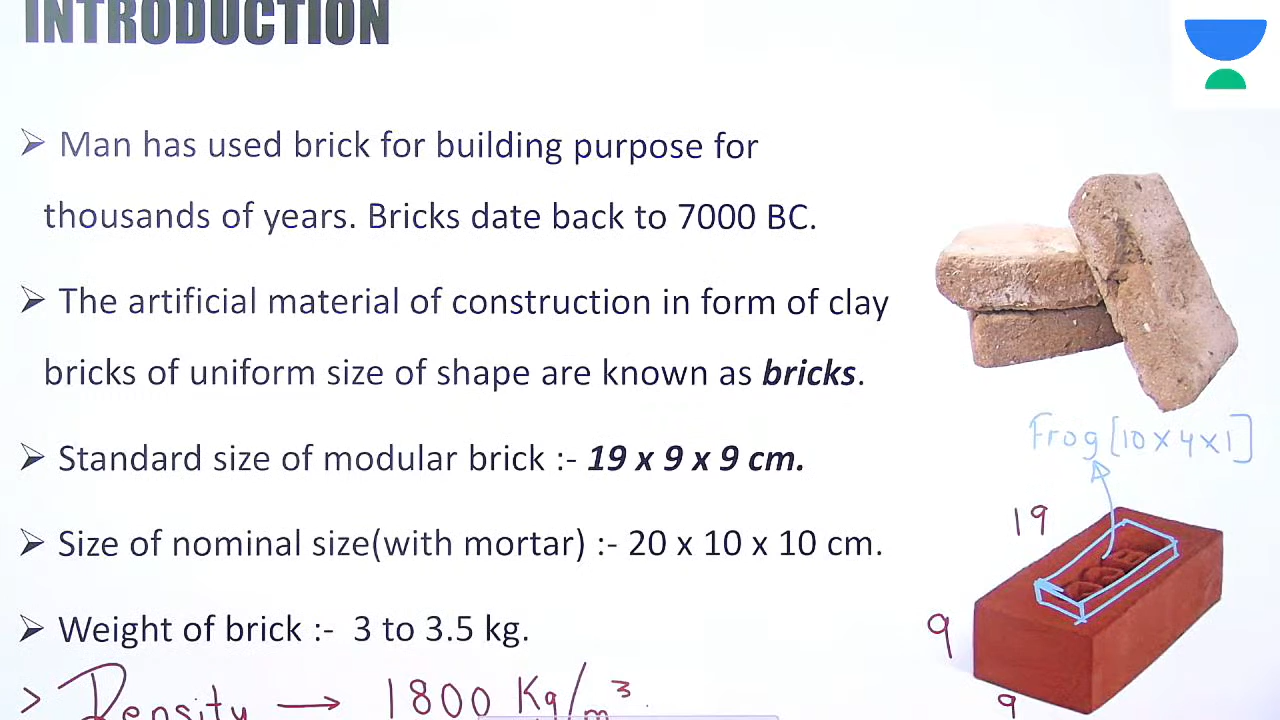 INTRODUCTION
➢ Man has used brick for building purpose for
thousands of years. Bricks date back to 7000 BC.
➢ The artificial material of construction in form of clay
bricks of uniform size of shape are known as bricks.
➢ Standard size of modular brick :- 19 x 9 x 9 cm.
Frog [10 x 4 x 1]
19
➢ Size of nominal size(with mortar) :- 20 x 10 x 10 cm.
➢ Weight of brick :- 3 to 3.5 kg.
9
> Density → 1800 Kg/m³
9